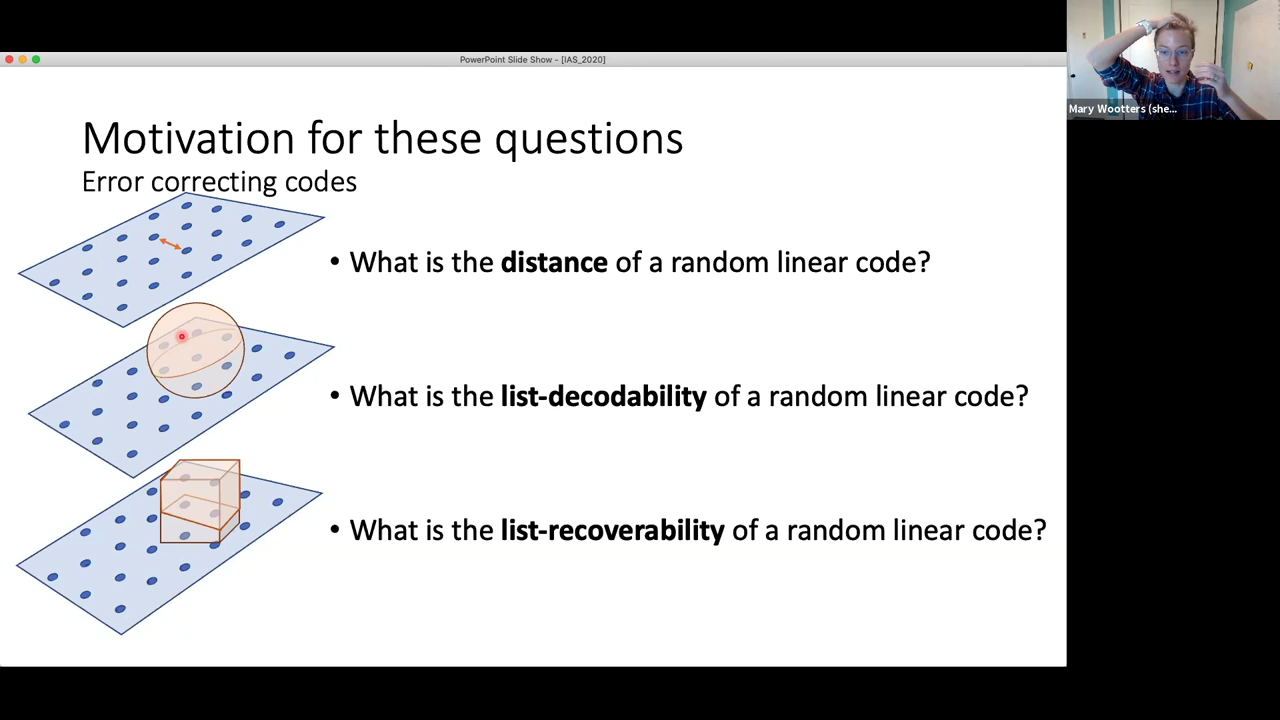 PowerPoint Slide Show - [IAS_2020]
Mary Wootters (she...
Motivation for these questions
Error correcting codes
• What is the distance of a random linear code?
• What is the list-decodability of a random linear code?
• What is the list-recoverability of a random linear code?